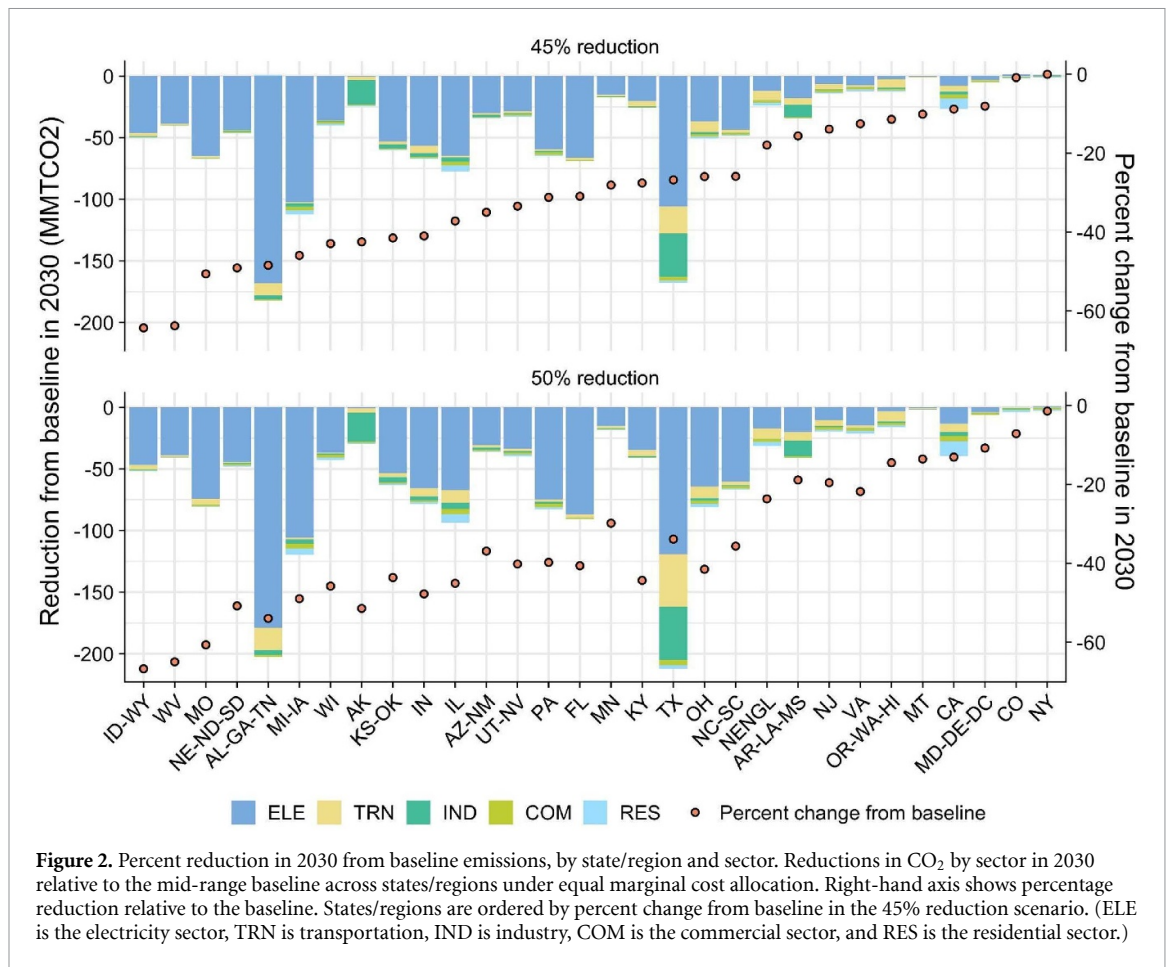 45% reduction
Reduction from baseline in 2030 (MMTCO2)
Percent change from baseline in 2030
0
-50
-100
-150
-200
0
-20
-40
-60
50% reduction
0
-50
-100
-150
-200
0
-20
-40
-60
ID-WY
WV
MO
NE-ND-SD
AL-GA-TN
MI-IA
WI
AK
KS-OK
IN
IL
AZ-NM
UT-NV
PA
FL
MN
KY
TX
OH
NC-SC
NENGL
AR-LA-MS
NJ
VA
OR-WA-HI
MT
CA
MD-DE-DC
CO
NY
ELE TRN IND COM RES Percent change from baseline
Figure 2. Percent reduction in 2030 from baseline emissions, by state/region and sector. Reductions in CO₂ by sector in 2030
relative to the mid-range baseline across states/regions under equal marginal cost allocation. Right-hand axis shows percentage
reduction relative to the baseline. States/regions are ordered by percent change from baseline in the 45% reduction scenario. (ELE
is the electricity sector, TRN is transportation, IND is industry, COM is the commercial sector, and RES is the residential sector.)